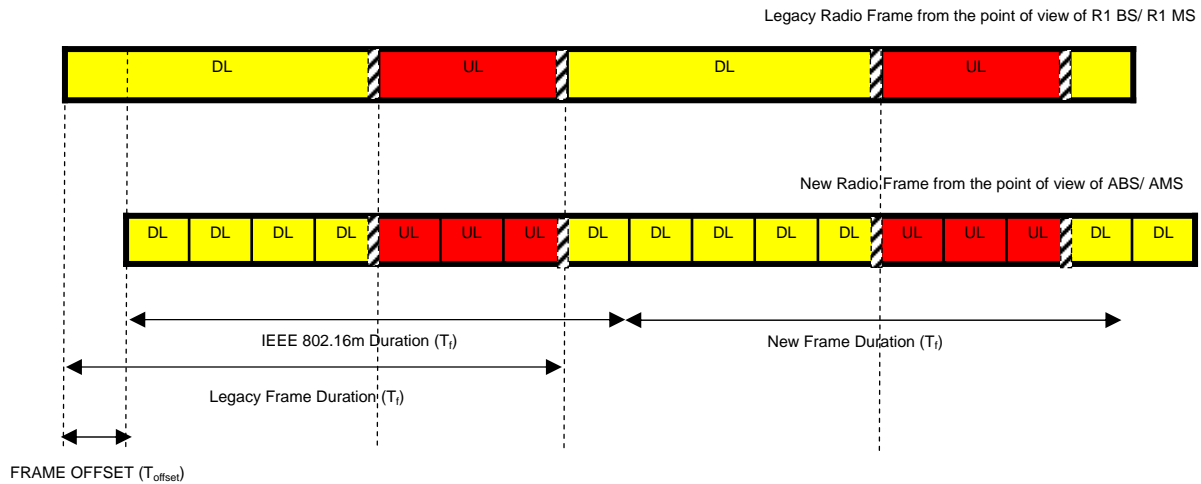 Legacy Radio Frame from the point of view of R1 BS/ R1 MS
DL UL DL UL
New Radio Frame from the point of view of ABS/ AMS
DL DL DL DL UL UL UL DL DL DL DL DL UL UL UL DL DL
IEEE 802.16m Duration (Tf) New Frame Duration (Tf)
Legacy Frame Duration (Tf)
FRAME OFFSET (Toffset)